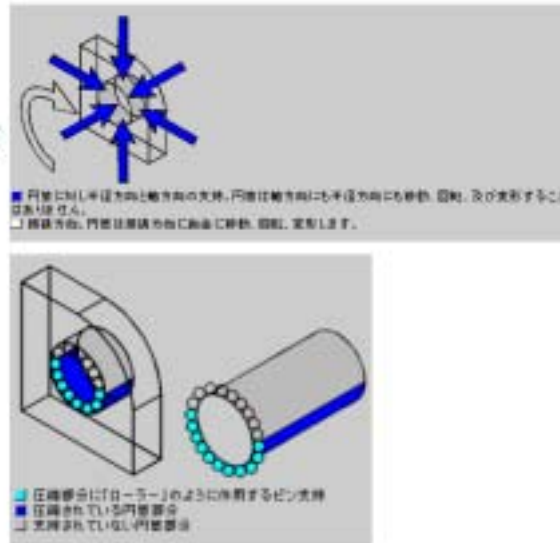 円筒に対し半径方向と軸方向の支持。円筒は軸方向にも半径方向にも移動、回転、及び変形すること
はありません。
接線方向。円筒は接線方向に自由に移動、回転、変形します。
圧縮部分に「ローラー」のように作用するピン支持
圧縮されている円筒部分
支持されていない円筒部分